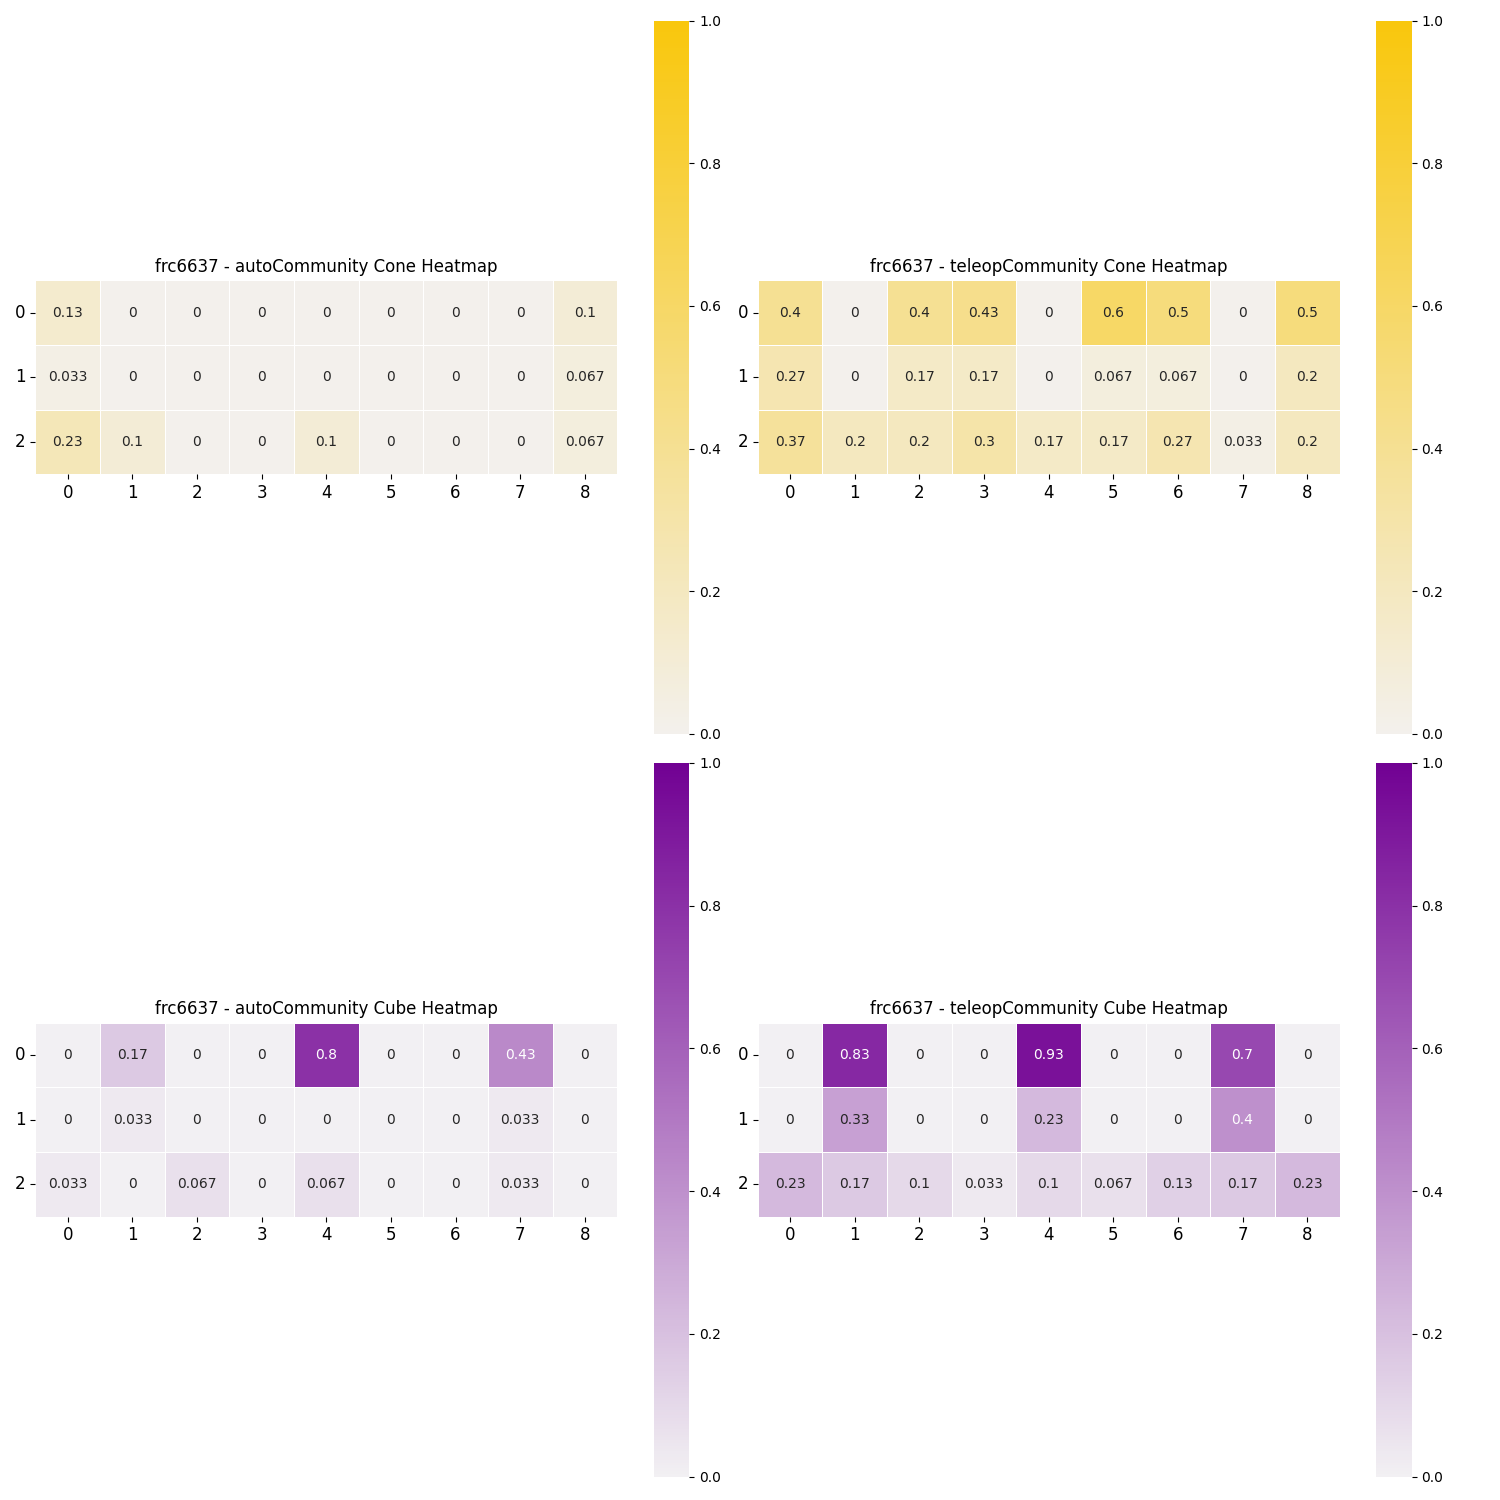 frc6637 - autoCommunity Cone Heatmap
0 0.13 0 0 0 0 0 0 0 0.1
1 0.033 0 0 0 0 0 0 0 0.067
2 0.23 0.1 0 0 0.1 0 0 0 0.067
0 1 2 3 4 5 6 7 8
1.0
0.8
0.6
0.4
0.2
0.0
frc6637 - teleopCommunity Cone Heatmap
0 0.4 0 0.4 0.43 0 0.6 0.5 0 0.5
1 0.27 0 0.17 0.17 0 0.067 0.067 0 0.2
2 0.37 0.2 0.2 0.3 0.17 0.17 0.27 0.033 0.2
0 1 2 3 4 5 6 7 8
1.0
0.8
0.6
0.4
0.2
0.0
frc6637 - autoCommunity Cube Heatmap
0 0 0.17 0 0 0.8 0 0 0.43 0
1 0 0.033 0 0 0 0 0 0.033 0
2 0.033 0 0.067 0 0.067 0 0 0.033 0
0 1 2 3 4 5 6 7 8
1.0
0.8
0.6
0.4
0.2
0.0
frc6637 - teleopCommunity Cube Heatmap
0 0 0.83 0 0 0.93 0 0 0.7 0
1 0 0.33 0 0 0.23 0 0 0.4 0
2 0.23 0.17 0.1 0.033 0.1 0.067 0.13 0.17 0.23
0 1 2 3 4 5 6 7 8
1.0
0.8
0.6
0.4
0.2
0.0